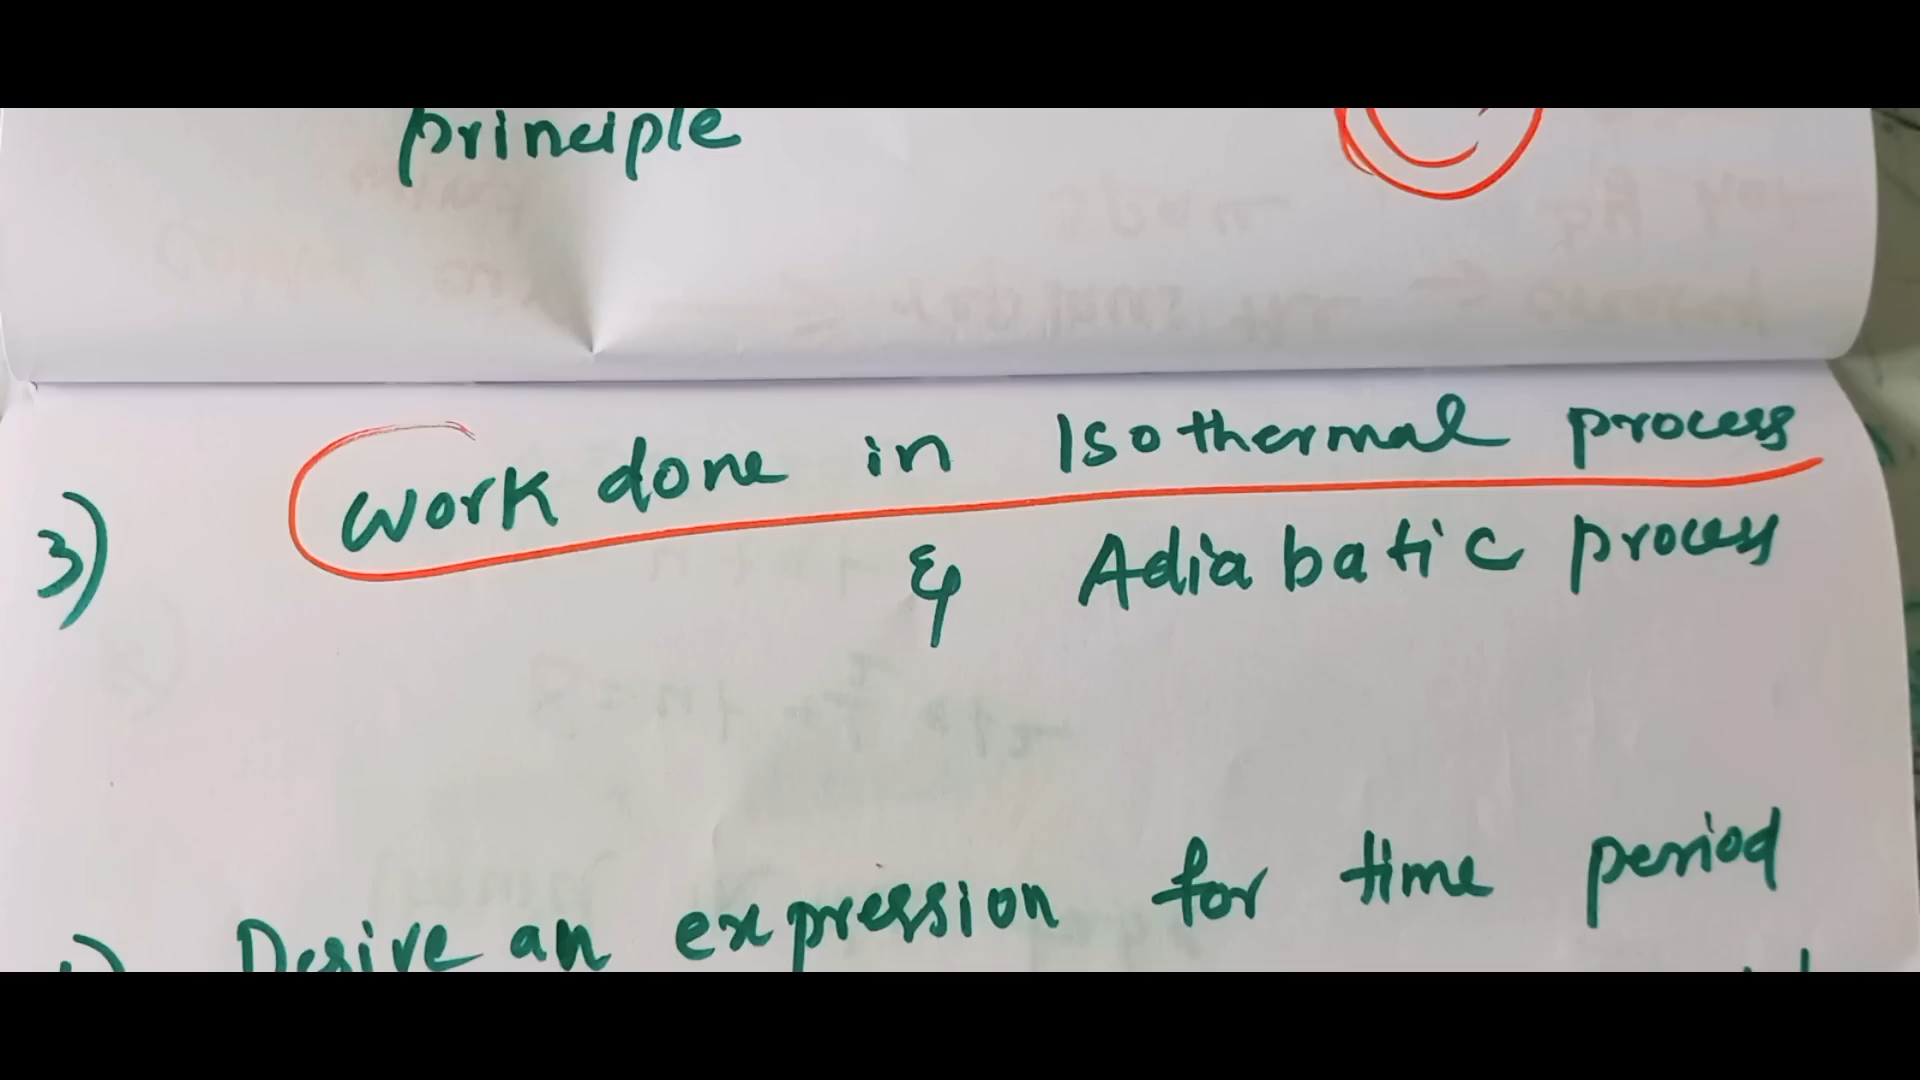 principle
3) Work done in Isothermal process
& Adiabatic process
Derive an expression for time period